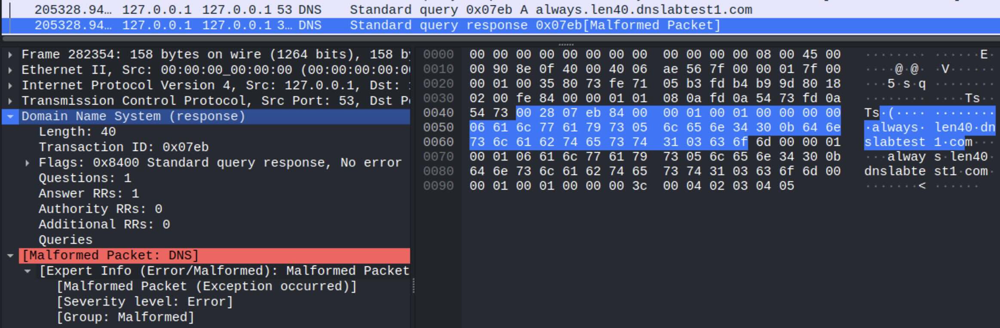 205328.94… 127.0.0.1 127.0.0.1 53 DNS Standard query 0x07eb A always.len40.dnslabtest1.com
205328.94… 127.0.0.1 127.0.0.1 3… DNS Standard query response 0x07eb[Malformed Packet]
Frame 282354: 158 bytes on wire (1264 bits), 158 by
Ethernet II, Src: 00:00:00_00:00:00 (00:00:00:00:00
Internet Protocol Version 4, Src: 127.0.0.1, Dst: 1
Transmission Control Protocol, Src Port: 53, Dst Po
Domain Name System (response)
Length: 40
Transaction ID: 0x07eb
Flags: 0x8400 Standard query response, No error
Questions: 1
Answer RRs: 1
Authority RRs: 0
Additional RRs: 0
Queries
[Malformed Packet: DNS]
[Expert Info (Error/Malformed): Malformed Packet
[Malformed Packet (Exception occurred)]
[Severity level: Error]
[Group: Malformed]
0000 00 00 00 00 00 00 00 00 00 00 00 00 08 00 45 00 ········ ······E·
0010 00 90 8e 0f 40 00 40 06 ae 56 7f 00 00 01 7f 00 ····@·@· ·V······
0020 00 01 00 35 80 73 fe 71 05 b3 fd b4 b9 9d 80 18 ···5·s·q ········
0030 02 00 fe 84 00 00 01 01 08 0a fd 0a 54 73 fd 0a ········ ····Ts··
0040 54 73 00 28 07 eb 84 00 00 01 00 01 00 00 00 00 Ts·(···· ········
0050 06 61 6c 77 61 79 73 05 6c 65 6e 34 30 0b 64 6e ·always· len40·dn
0060 73 6c 61 62 74 65 73 74 31 03 63 6f 6d 00 00 01 slabtest 1·com···
0070 00 01 06 61 6c 77 61 79 73 05 6c 65 6e 34 30 0b ···alway s·len40·
0080 64 6e 73 6c 61 62 74 65 73 74 31 03 63 6f 6d 00 dnslabte st1·com·
0090 00 01 00 01 00 00 00 3c 00 04 02 03 04 05 ·······< ······